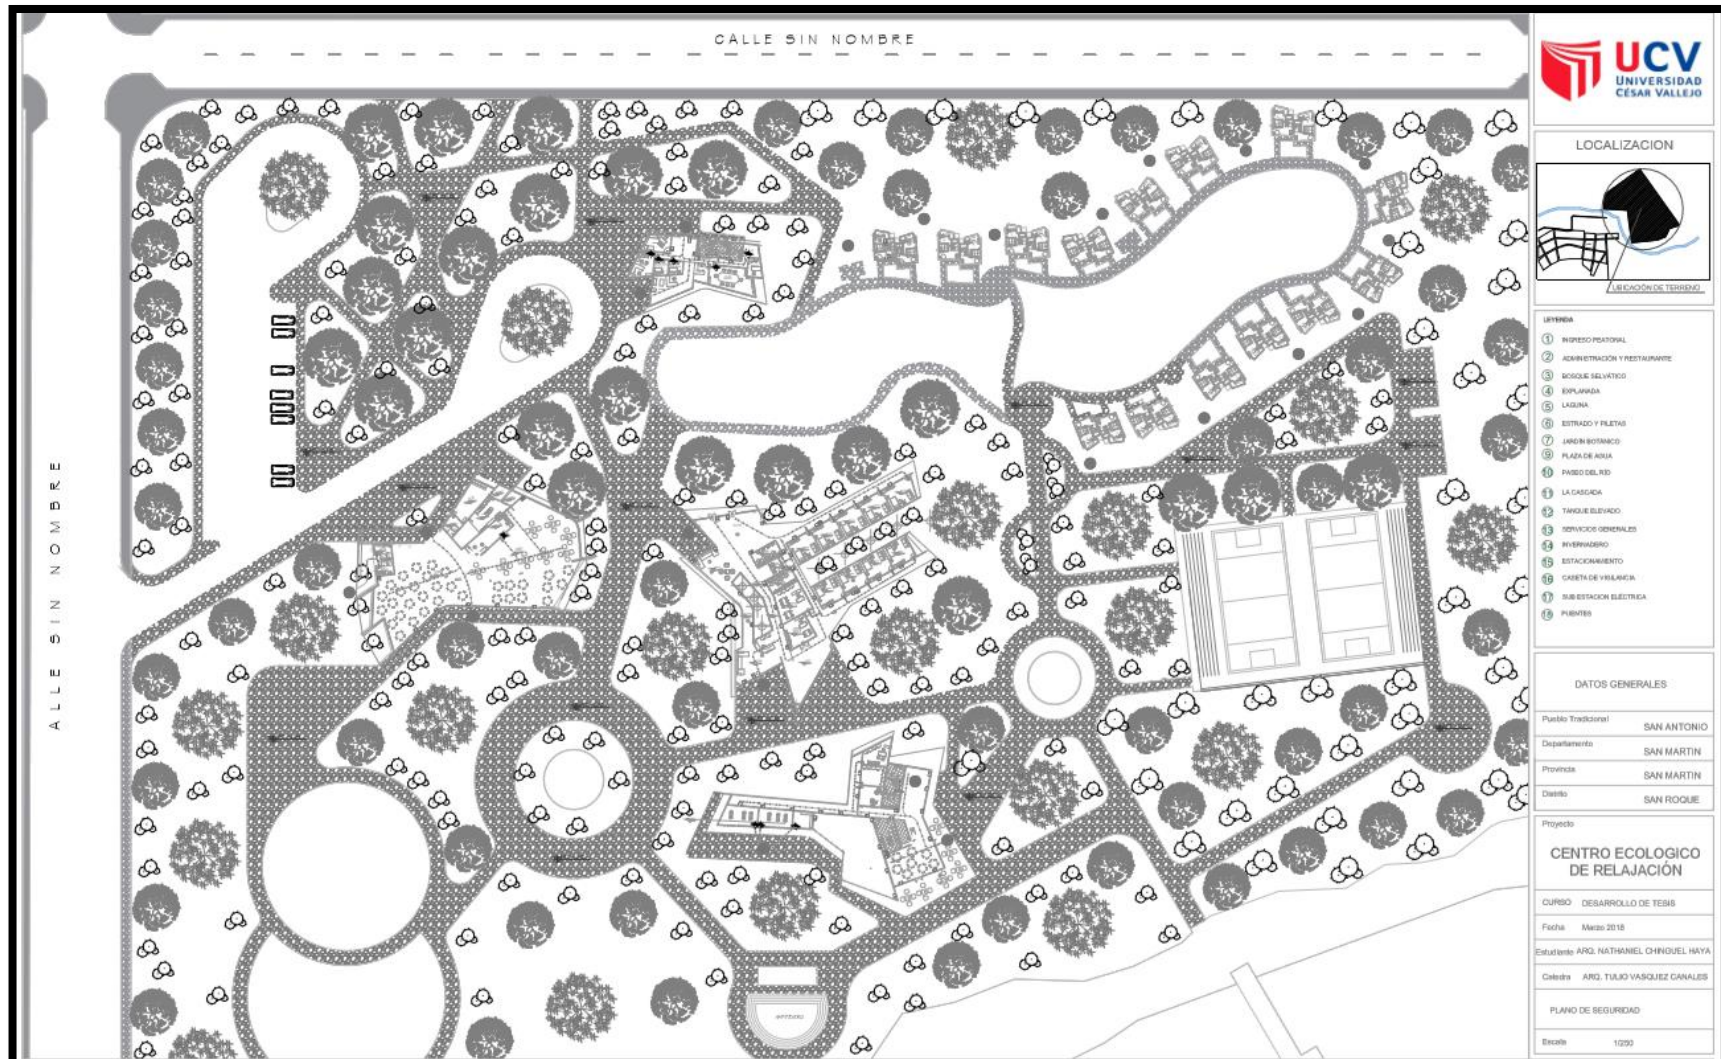 CALLE SIN NOMBRE
ALLE SIN NOMBRE
UCV
UNIVERSIDAD
CÉSAR VALLEJO
LOCALIZACION
UBICACIÓN DE TERRENO
LEYENDA
1 INGRESO PEATONAL
2 ADMINISTRACIÓN Y RESTAURANTE
3 BOSQUE SELVÁTICO
4 EXPLANADA
5 LAGUNA
6 ESTRADO Y PILETAS
7 JARDIN BOTÁNICO
9 PLAZA DE AGUA
10 PASEO DEL RIO
11 LA CASCADA
12 TANQUE ELEVADO
13 SERVICIOS GENERALES
14 INVERNADERO
15 ESTACIONAMIENTO
16 CASETA DE VIGILANCIA
17 SUB ESTACION ELÉCTRICA
18 PUENTES
DATOS GENERALES
Pueblo Tradicional SAN ANTONIO
Departamento SAN MARTIN
Provincia SAN MARTIN
Distrito SAN ROQUE
Proyecto
CENTRO ECOLOGICO
DE RELAJACIÓN
CURSO DESARROLLO DE TESIS
Fecha Marzo 2018
Estudiante ARQ. NATHANIEL CHINGUEL HAYA
Catedra ARQ. TULIO VASQUEZ CANALES
PLANO DE SEGURIDAD
Escala 1/250